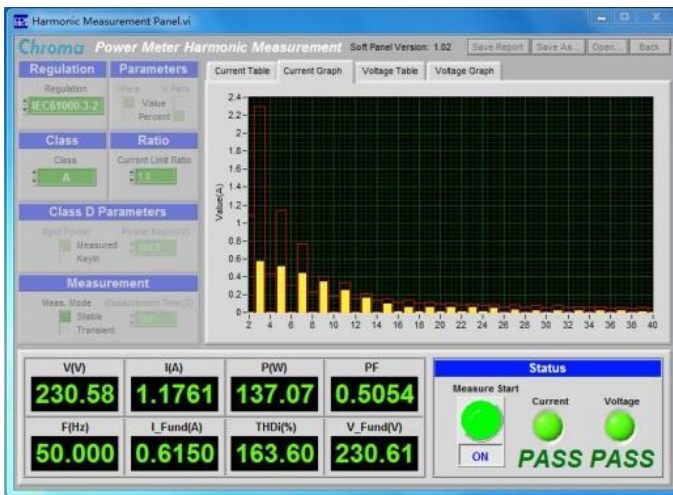 Harmonic Measurement Panel.vi
Chroma Power Meter Harmonic Measurement Soft Panel Version: 1.02 Save Report Save As... Open... Back
Regulation Parameters Current Table Current Graph Voltage Table Voltage Graph
Regulation I Para. V Para.
IEC61000-3-2 Value
Percent
Class Ratio
Class Current Limit Ratio
A 1.0
Class D Parameters
Input Power Power Keyin(W)
Measured
Keyin
Measurement
Meas. Mode Measurement Time(S)
Stable
Transient
Value(A)
2.4
2.2
2
1.8
1.6
1.4
1.2
1
0.8
0.6
0.4
0.2
0
2 4 6 8 10 12 14 16 18 20 22 24 26 28 30 32 34 36 38 40
V(V) I(A) P(W) PF Status
230.58 1.1761 137.07 0.5054
Measure Start Current Voltage
F(Hz) I_Fund(A) THDi(%) V_Fund(V)
50.000 0.6150 163.60 230.61
ON PASS PASS